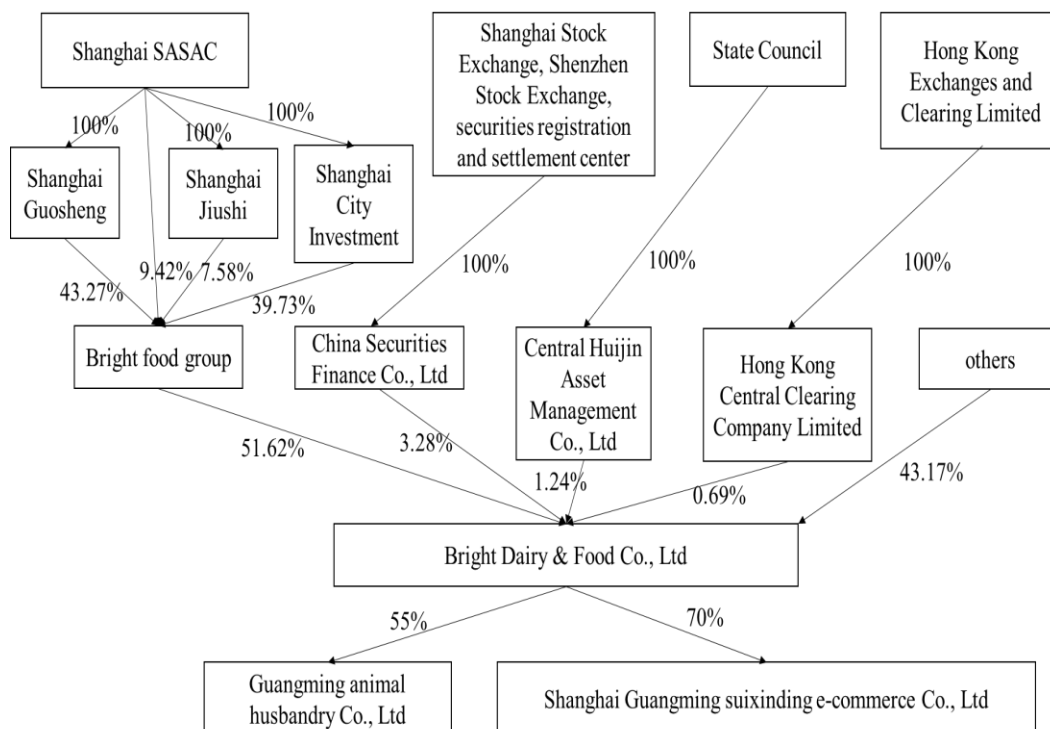 Shanghai SASAC
Shanghai Stock
Exchange, Shenzhen
Stock Exchange,
securities registration
and settlement center
State Council
Hong Kong
Exchanges and
Clearing Limited
100%
100%
100%
Shanghai
Guosheng
Shanghai
Jiushi
Shanghai
City
Investment
43.27%
9.42%
7.58%
39.73%
100%
100%
100%
Bright food group
China Securities
Finance Co., Ltd
Central Huijin
Asset
Management
Co., Ltd
Hong Kong
Central Clearing
Company Limited
others
51.62%
3.28%
1.24%
0.69%
43.17%
Bright Dairy & Food Co., Ltd
55%
70%
Guangming animal
husbandry Co., Ltd
Shanghai Guangming suixinding e-commerce Co., Ltd